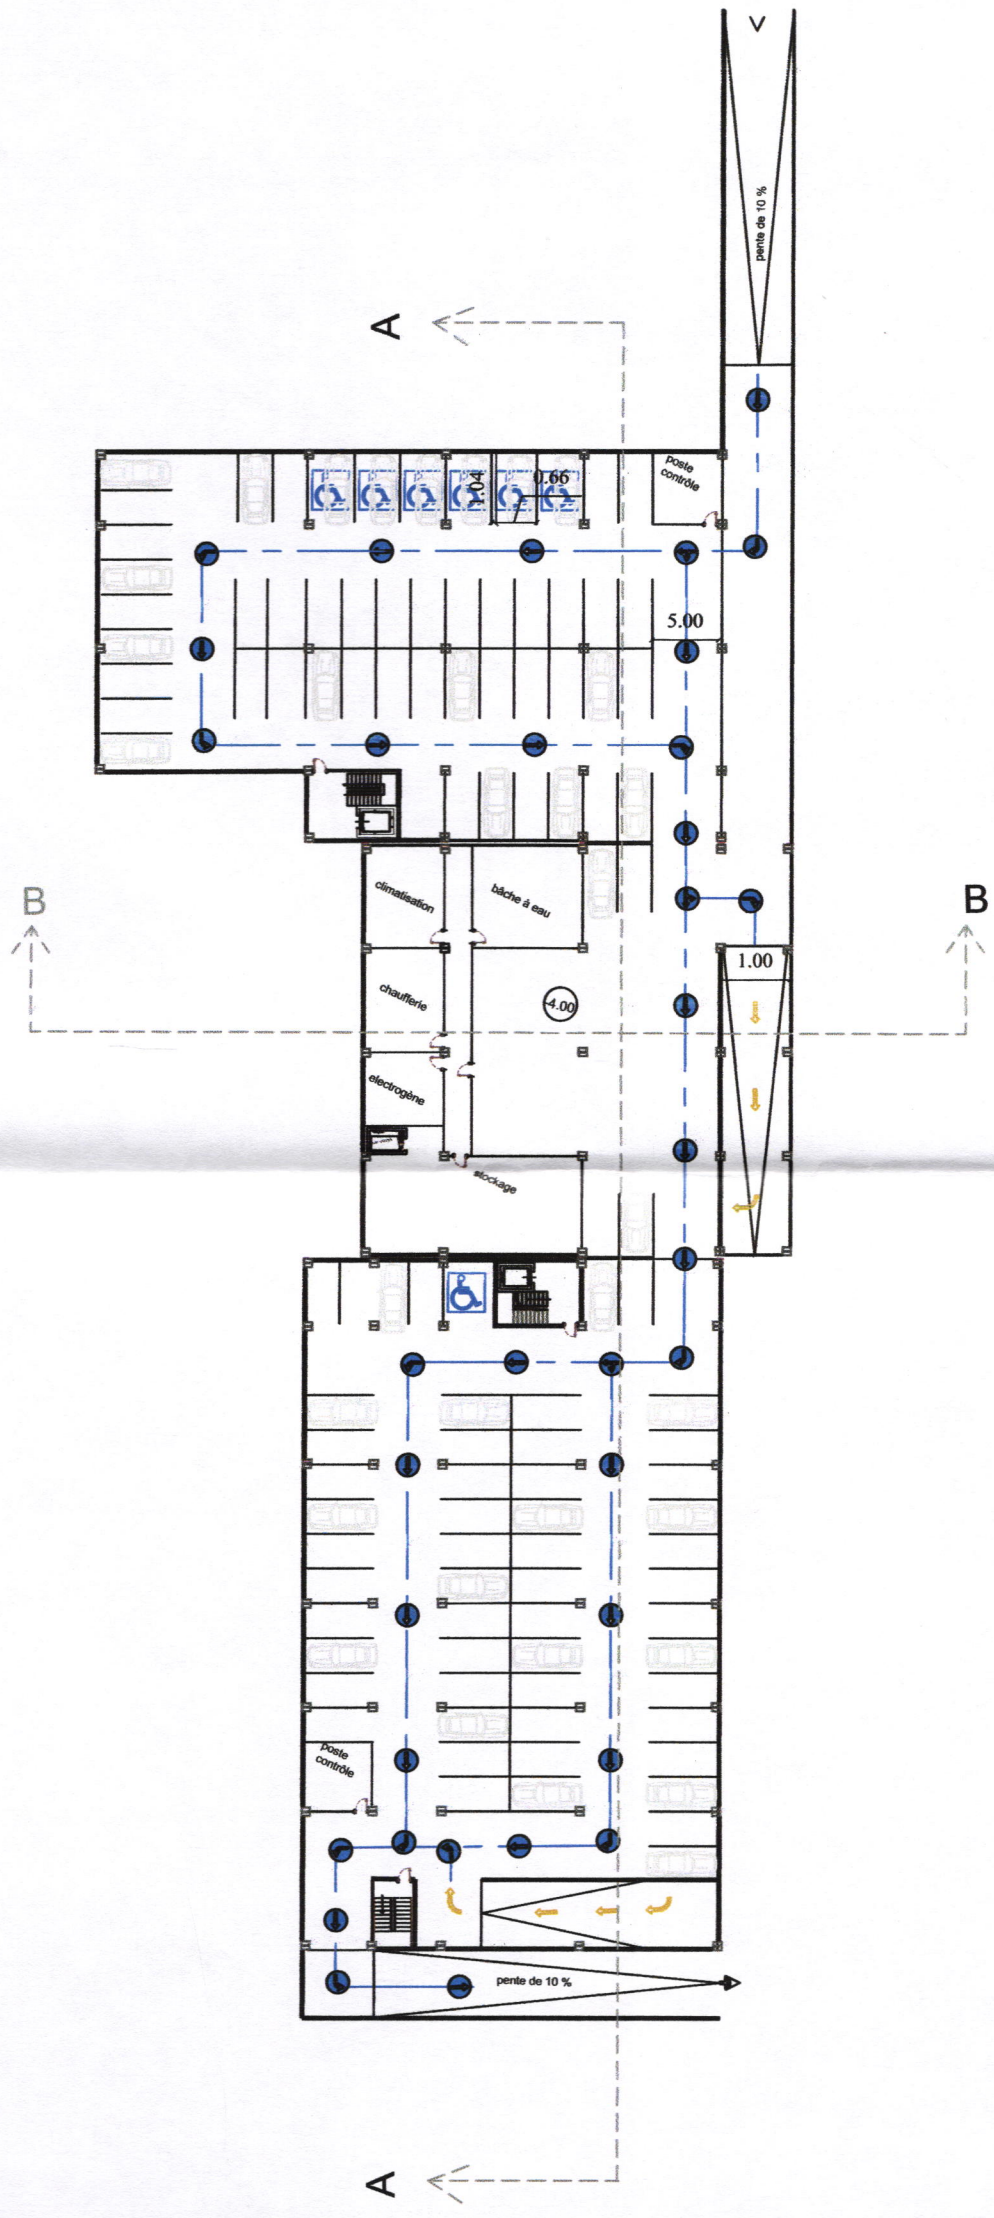 pente de 10 %
A
1.04
0.66
poste
contrôle
5.00
climatisation
bâche à eau
B
B
1.00
chaufferie
-4.00
electrogène
stockage
poste
contrôle
pente de 10 %
A